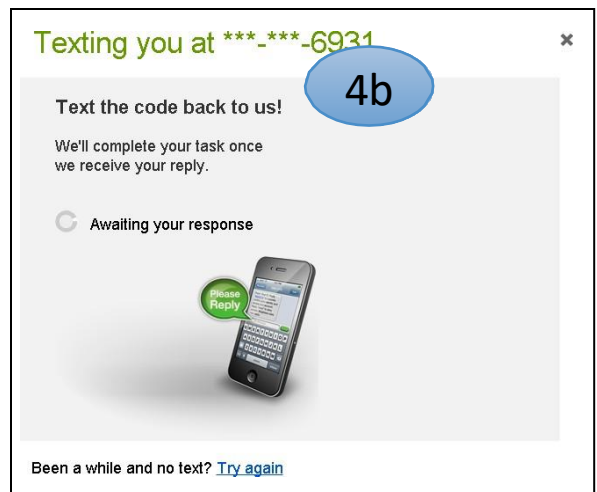 Texting you at ***-***-6931
4b
Text the code back to us!
We'll complete your task once
we receive your reply.
Awaiting your response
Please
Reply
Been a while and no text? Try again